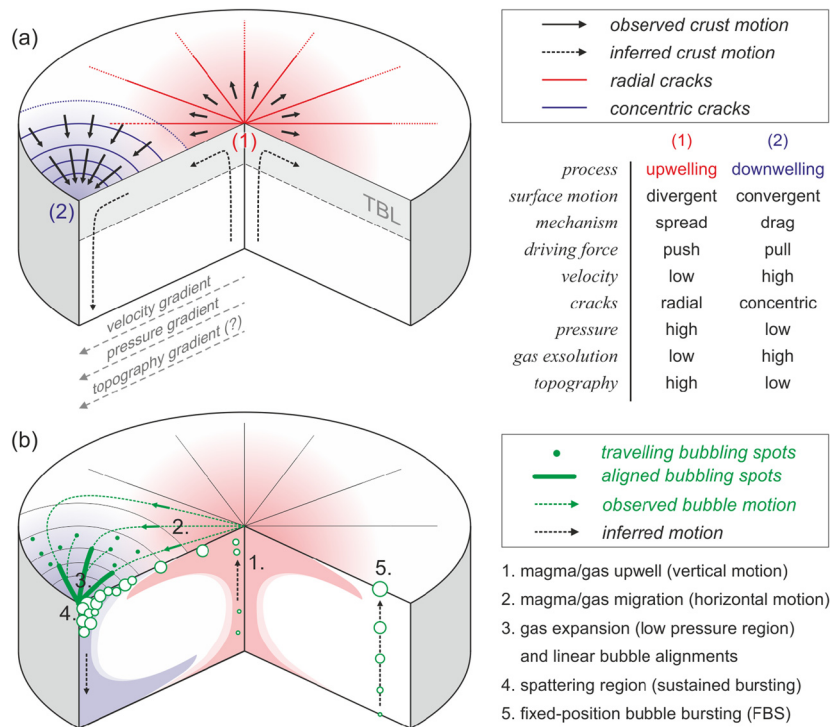 (a)
observed crust motion
inferred crust motion
radial cracks
concentric cracks
(1)
(2)
TBL
velocity gradient
pressure gradient
topography gradient (?)
(1) (2)
process upwelling downwelling
surface motion divergent convergent
mechanism spread drag
driving force push pull
velocity low high
cracks radial concentric
pressure high low
gas exsolution low high
topography high low
(b)
travelling bubbling spots
aligned bubbling spots
observed bubble motion
inferred motion
2.
1.
5.
3.
4.
1. magma/gas upwell (vertical motion)
2. magma/gas migration (horizontal motion)
3. gas expansion (low pressure region)
and linear bubble alignments
4. spattering region (sustained bursting)
5. fixed-position bubble bursting (FBS)